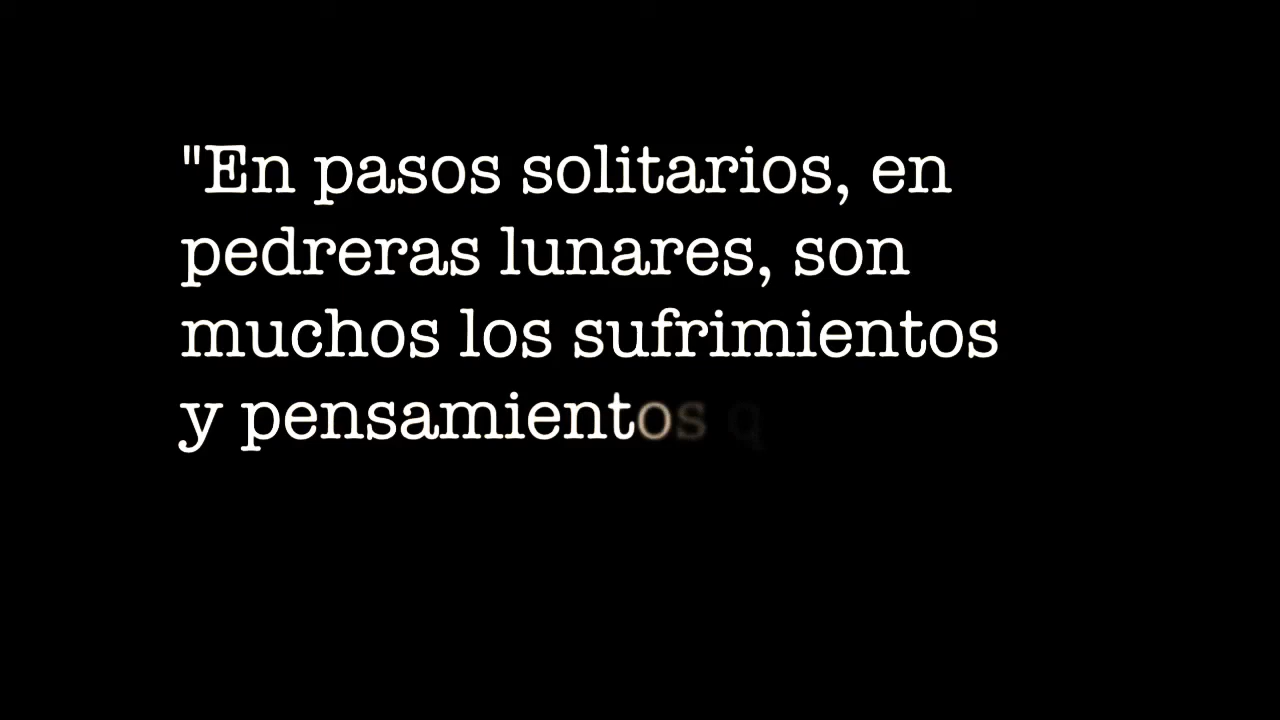 "En pasos solitarios, en
pedreras lunares, son
muchos los sufrimientos
y pensamientos q